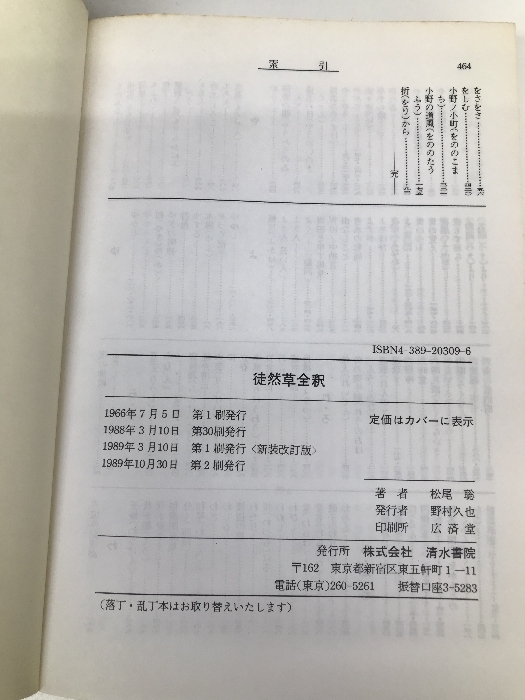 索引
464
をさをさ
をしむ
小野ノ小町(をののこま
ち)
小野の道風(をののたう
ふう)
折(をり)から
―完―
ISBN4 389-20309-6
徒然草全釈
1966年7月5日 第1刷発行
1988年3月10日 第30刷発行
1989年3月10日 第1刷発行〈新装改訂版〉
1989年10月30日 第2刷発行
定価はカバーに表示
著者 松尾聡
発行者 野村久也
印刷所 広済堂
発行所 株式会社 清水書院
〒162 東京都新宿区東五軒町1-11
電話(東京)260-5261 振替口座3-5283
(落丁・乱丁本はお取り替えいたします)